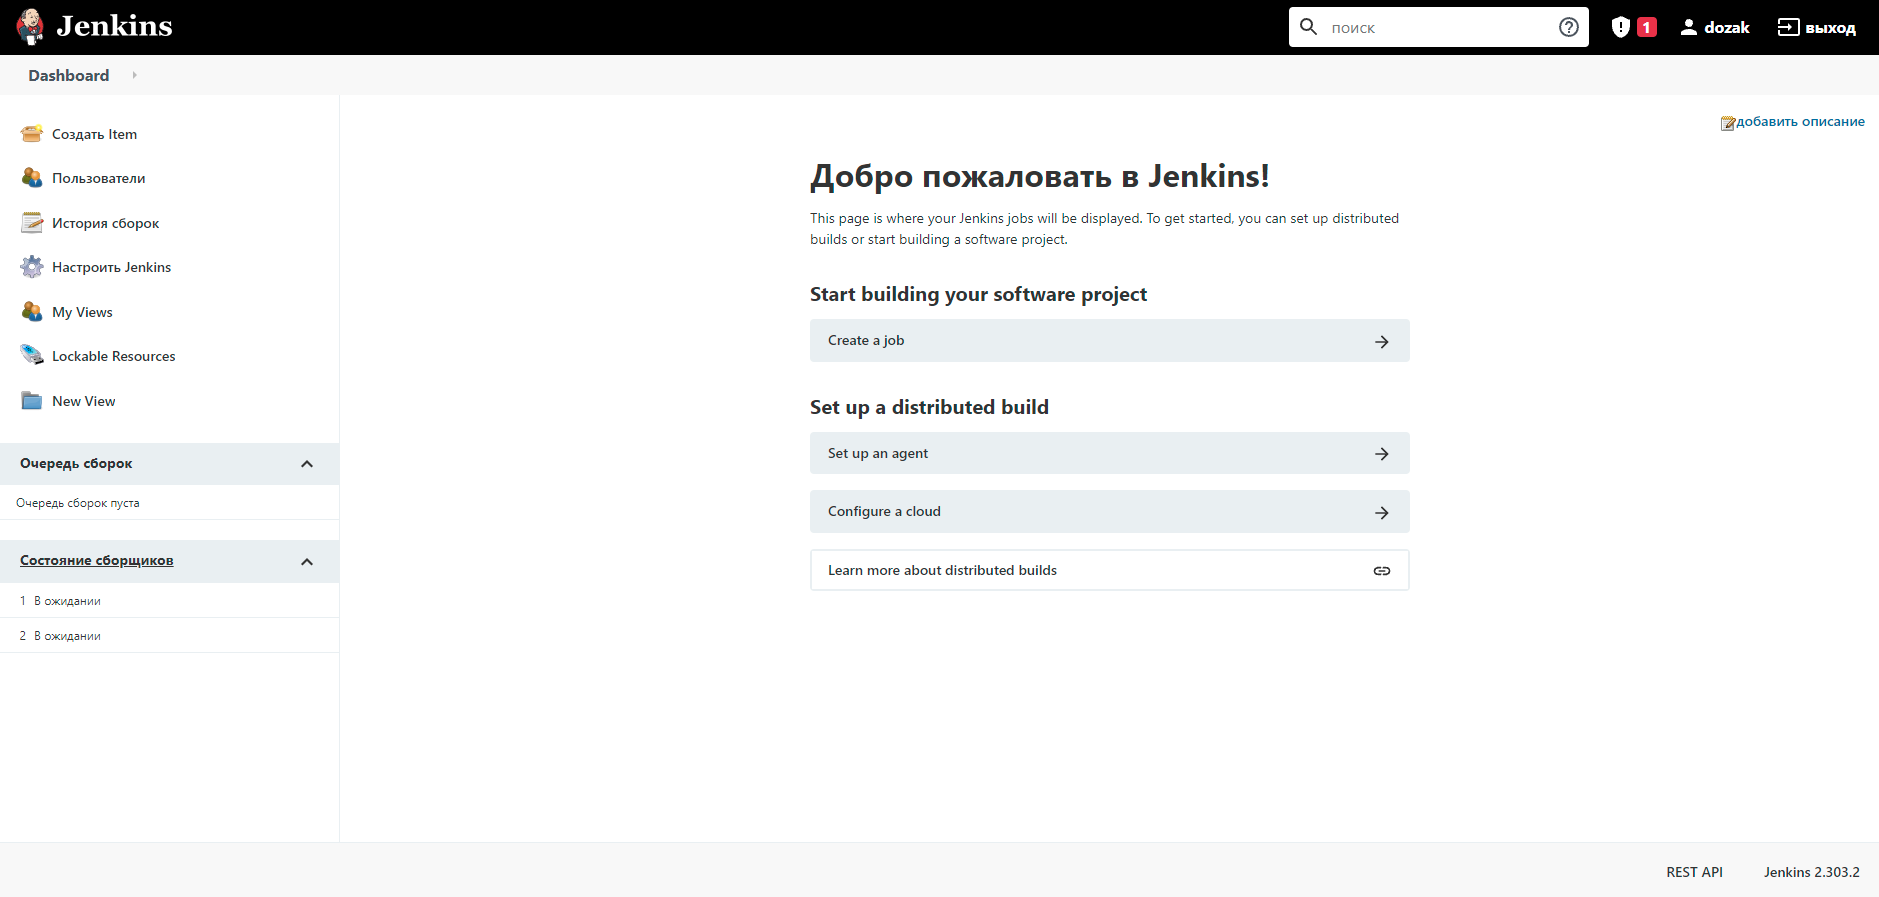 Jenkins
поиск
1
dozak
выход
Dashboard
Создать Item
Пользователи
История сборок
Настроить Jenkins
My Views
Lockable Resources
New View
Очередь сборок
Очередь сборок пуста
Состояние сборщиков
1 В ожидании
2 В ожидании
добавить описание
Добро пожаловать в Jenkins!
This page is where your Jenkins jobs will be displayed. To get started, you can set up distributed
builds or start building a software project.
Start building your software project
Create a job
Set up a distributed build
Set up an agent
Configure a cloud
Learn more about distributed builds
REST API
Jenkins 2.303.2